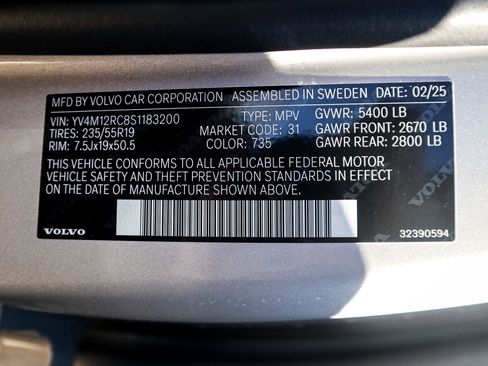 MFD BY VOLVO CAR CORPORATION ASSEMBLED IN SWEDEN DATE: 02/25
VIN: YV4M12RC8S1183200 TYPE: MPV GVWR: 5400 LB
TIRES: 235/55R19 MARKET CODE: 31 GAWR FRONT: 2670 LB
RIM: 7.5Jx19x50.5 COLOR: 735 GAWR REAR: 2800 LB
THIS VEHICLE CONFORMS TO ALL APPLICABLE FEDERAL MOTOR
VEHICLE SAFETY AND THEFT PREVENTION STANDARDS IN EFFECT
ON THE DATE OF MANUFACTURE SHOWN ABOVE.
VOLVO 32390594